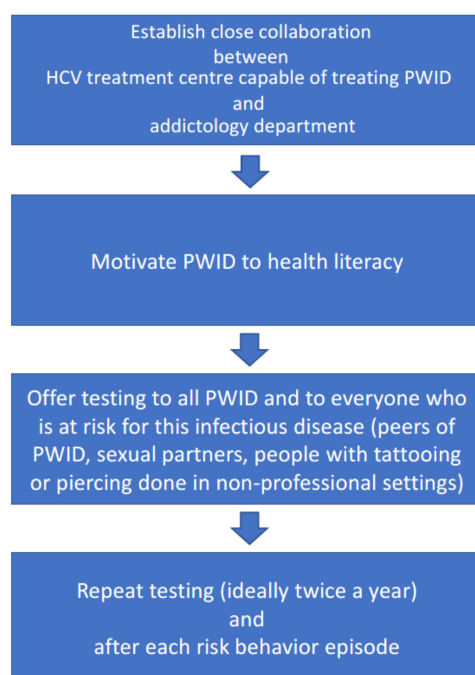 Establish close collaboration
between
HCV treatment centre capable of treating PWID
and
addictology department
Motivate PWID to health literacy
Offer testing to all PWID and to everyone who
is at risk for this infectious disease (peers of
PWID, sexual partners, people with tattooing
or piercing done in non-professional settings)
Repeat testing (ideally twice a year)
and
after each risk behavior episode